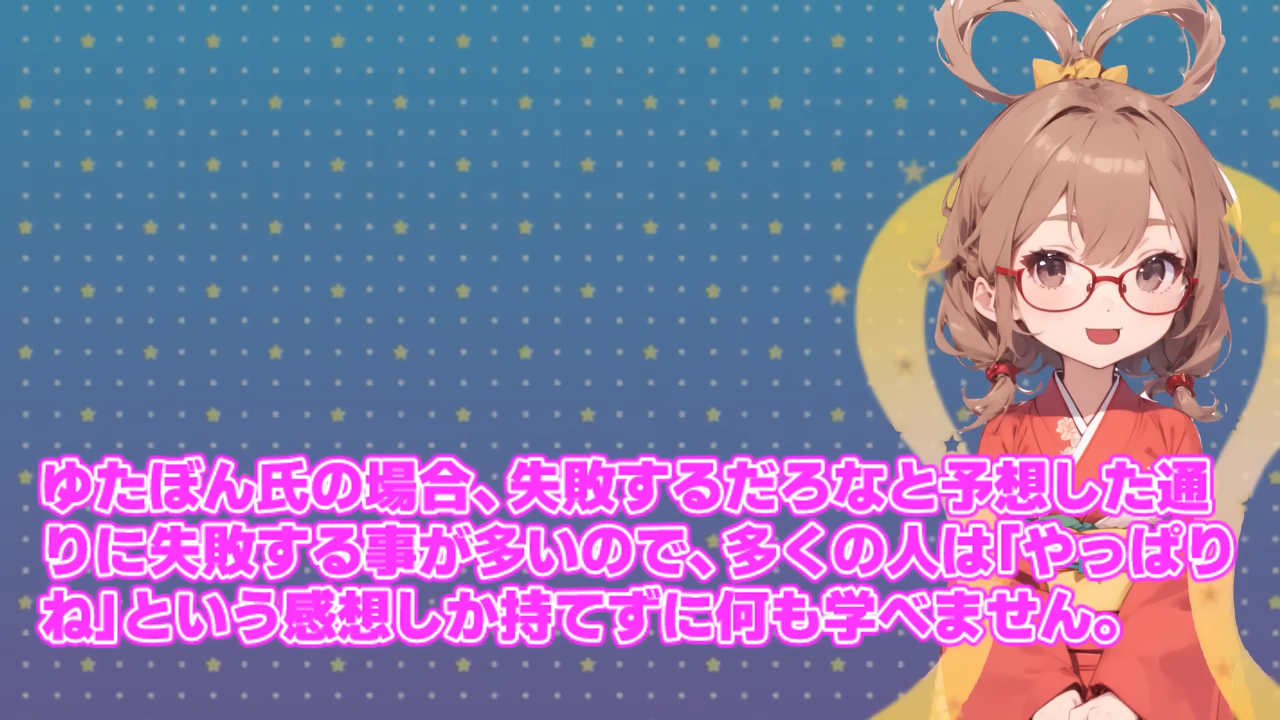 ゆたぼん氏の場合、失敗するだろなと予想した通
りに失敗する事が多いので、多くの人は「やっぱり
ね」という感想しか持てずに何も学べません。